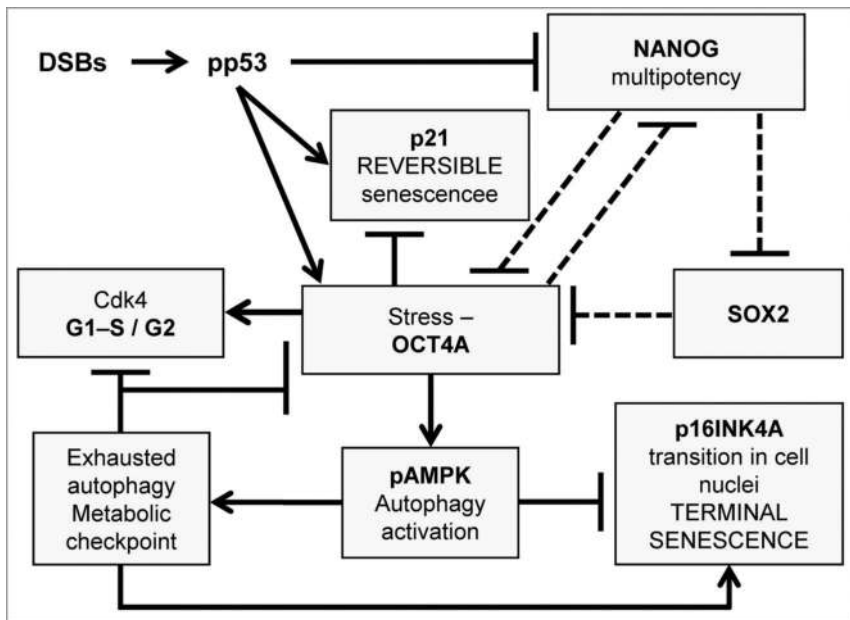 DSBs
pp53
NANOG
multipotency
p21
REVERSIBLE
senescencee
Cdk4
G1–S / G2
Stress –
OCT4A
SOX2
Exhausted
autophagy
Metabolic
checkpoint
pAMPK
Autophagy
activation
p16INK4A
transition in cell
nuclei
TERMINAL
SENESCENCE